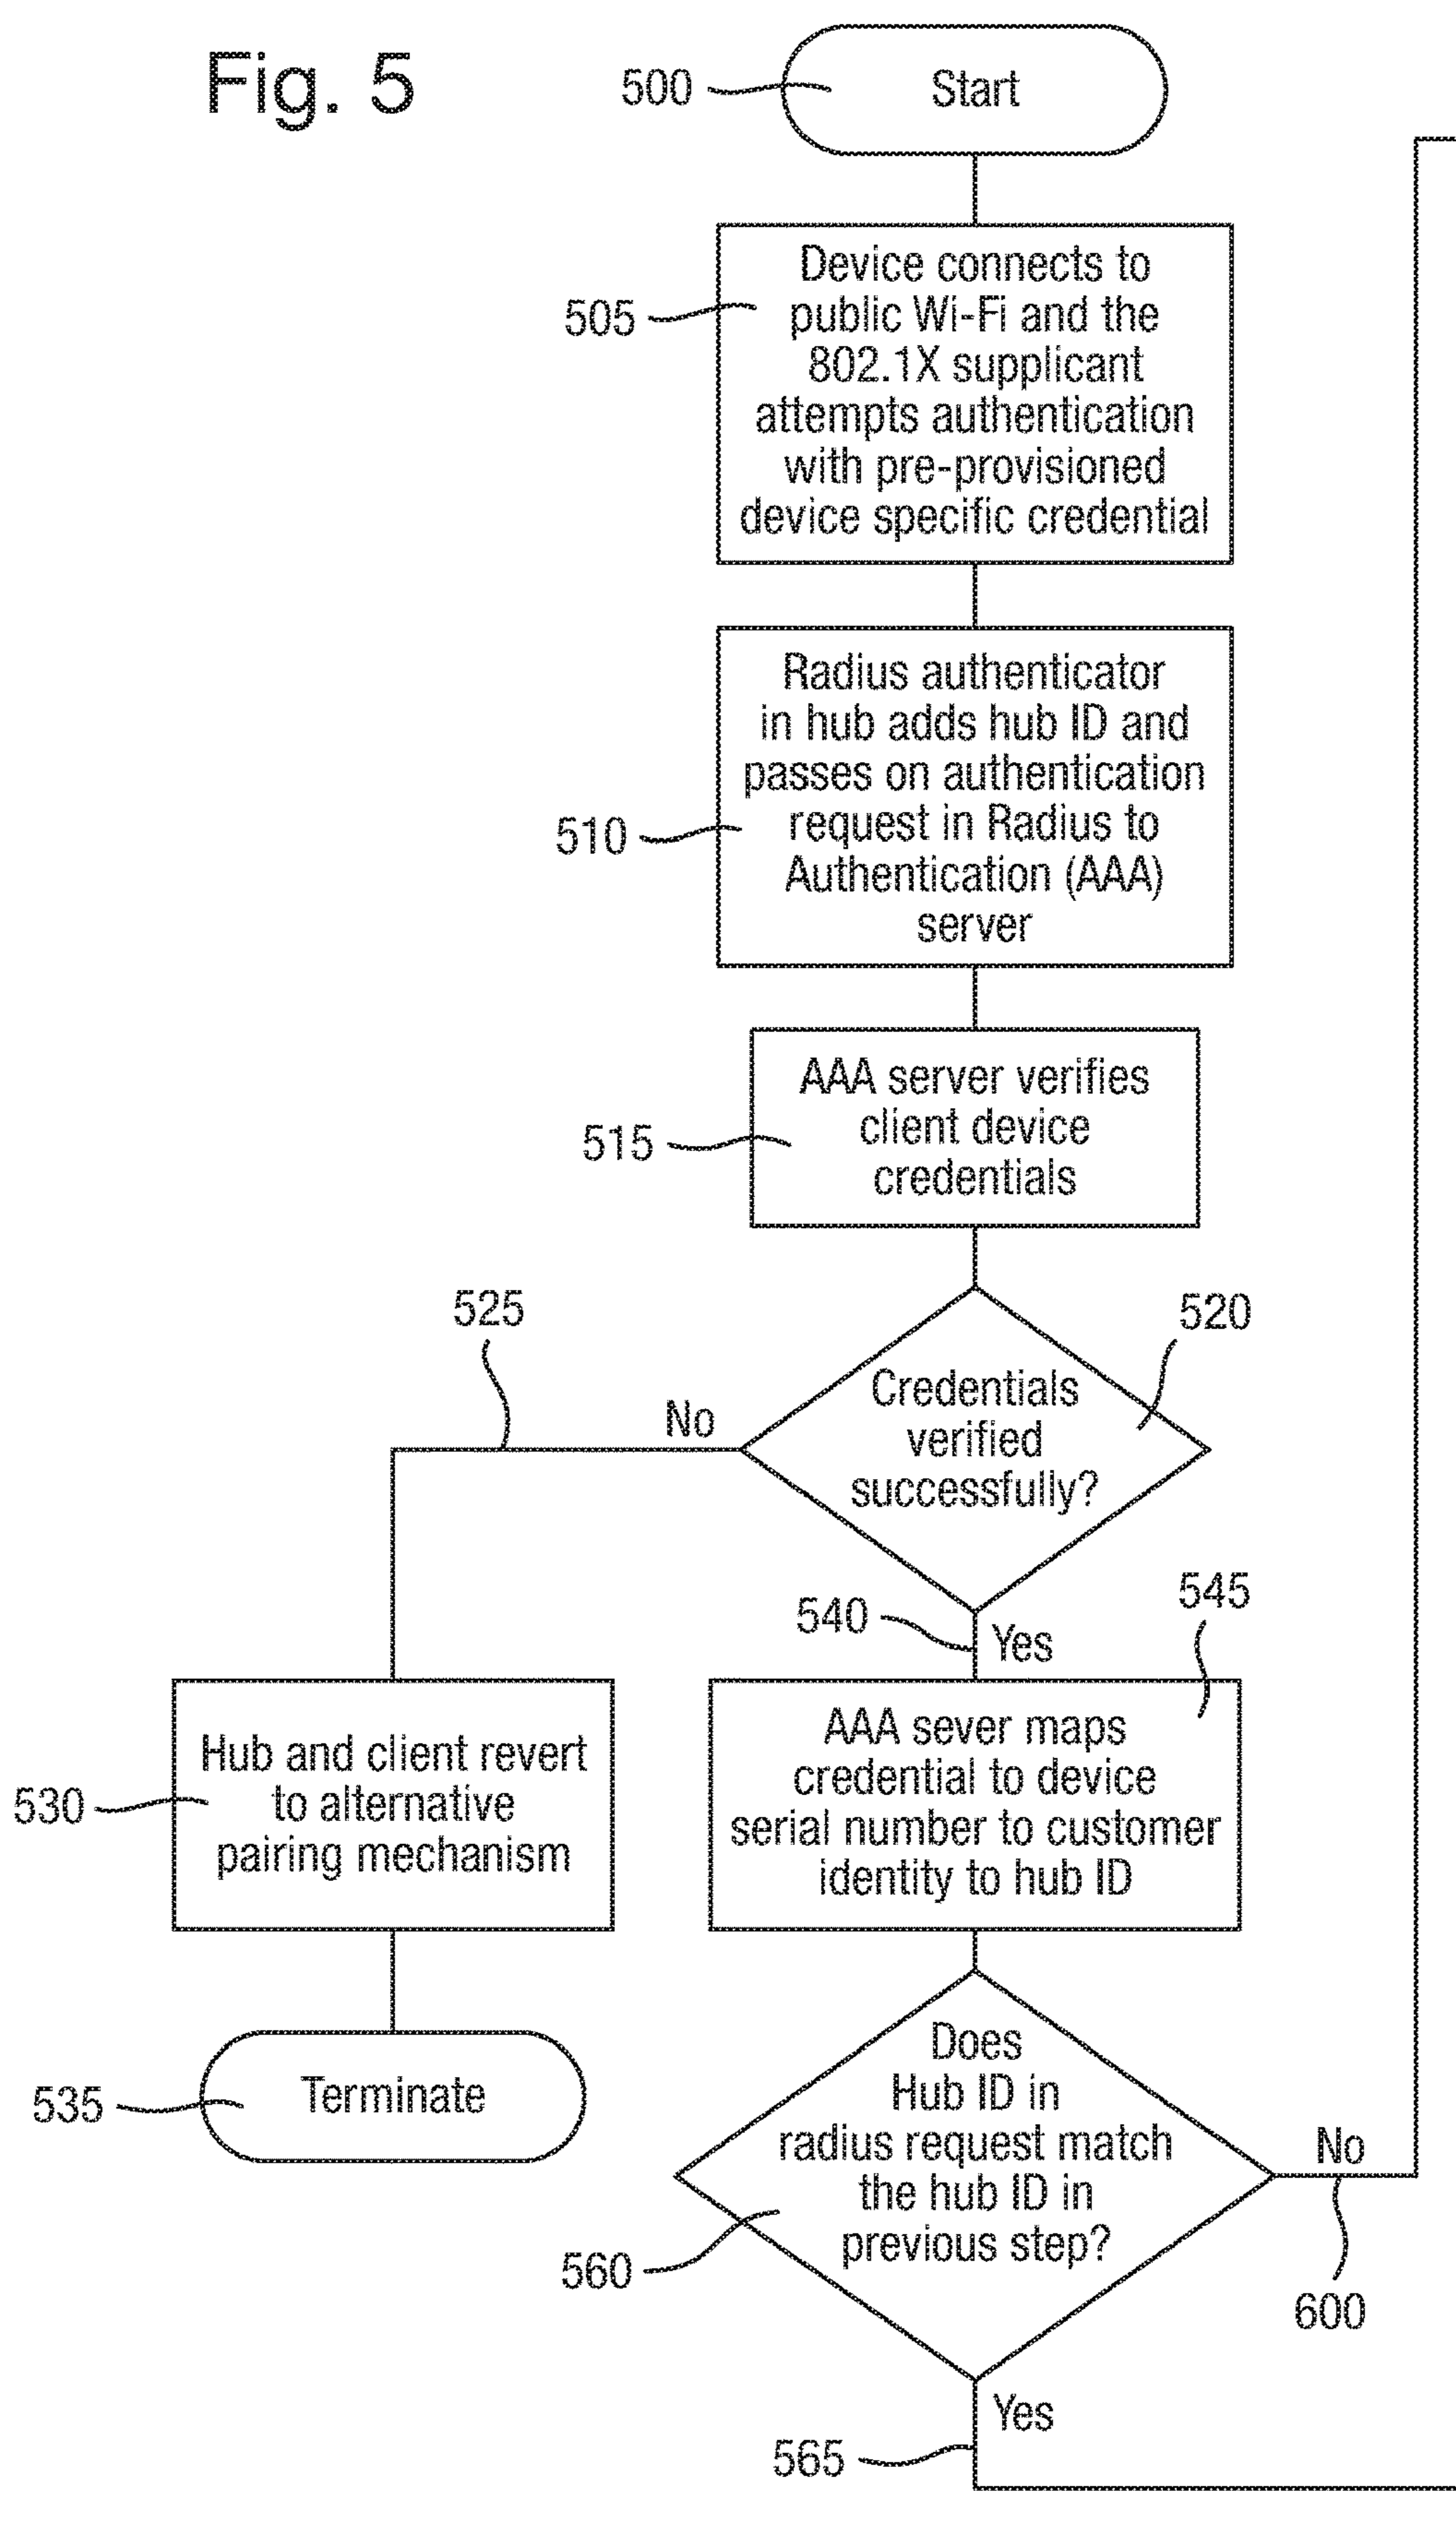 Fig. 5
500
Start
505
Device connects to
public Wi-Fi and the
802.1X supplicant
attempts authentication
with pre-provisioned
device specific credential
510
Radius authenticator
in hub adds hub ID and
passes on authentication
request in Radius to
Authentication (AAA)
server
515
AAA server verifies
client device
credentials
525
520
No
Credentials
verified
successfully?
540
Yes
545
530
Hub and client revert
to alternative
pairing mechanism
AAA sever maps
credential to device
serial number to customer
identity to hub ID
535
Terminate
Does
Hub ID in
radius request match
the hub ID in
previous step?
No
560
600
Yes
565